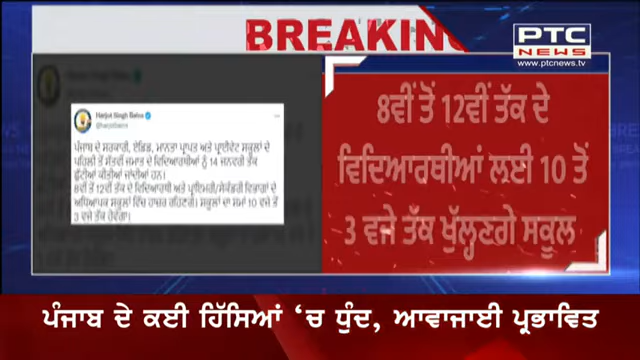 BREAKING
PTC
NEWS
www.ptcnews.tv
Harjot Singh Bains
@harjotbains
ਪੰਜਾਬ ਦੇ ਸਰਕਾਰੀ, ਏਡਿਡ, ਮਾਨਤਾ ਪ੍ਰਾਪਤ ਅਤੇ ਪ੍ਰਾਈਵੇਟ ਸਕੂਲਾਂ ਦੇ
ਪਹਿਲੀ ਤੋਂ ਸੱਤਵੀਂ ਜਮਾਤ ਦੇ ਵਿਦਿਆਰਥੀਆਂ ਨੂੰ 14 ਜਨਵਰੀ ਤੱਕ
ਛੁੱਟੀਆਂ ਕੀਤੀਆਂ ਜਾਂਦੀਆਂ ਹਨ।
8ਵੀਂ ਤੋਂ 12ਵੀਂ ਤੱਕ ਦੇ ਵਿਦਿਆਰਥੀ ਅਤੇ ਪ੍ਰਾਇਮਰੀ/ਸੈਕੰਡਰੀ ਵਿਭਾਗਾਂ ਦੇ
ਅਧਿਆਪਕ ਸਕੂਲਾਂ ਵਿੱਚ ਹਾਜ਼ਰ ਰਹਿਣਗੇ। ਸਕੂਲਾਂ ਦਾ ਸਮਾਂ 10 ਵਜੇ ਤੋਂ
3 ਵਜੇ ਤੱਕ ਹੋਵੇਗਾ।
8ਵੀਂ ਤੋਂ 12ਵੀਂ ਤੱਕ ਦੇ
ਵਿਦਿਆਰਥੀਆਂ ਲਈ 10 ਤੋਂ
3 ਵਜੇ ਤੱਕ ਖੁੱਲ੍ਹਣਗੇ ਸਕੂਲ
ਪੰਜਾਬ ਦੇ ਕਈ ਹਿੱਸਿਆਂ ‘ਚ ਧੁੰਦ, ਆਵਾਜਾਈ ਪ੍ਰਭਾਵਿਤ